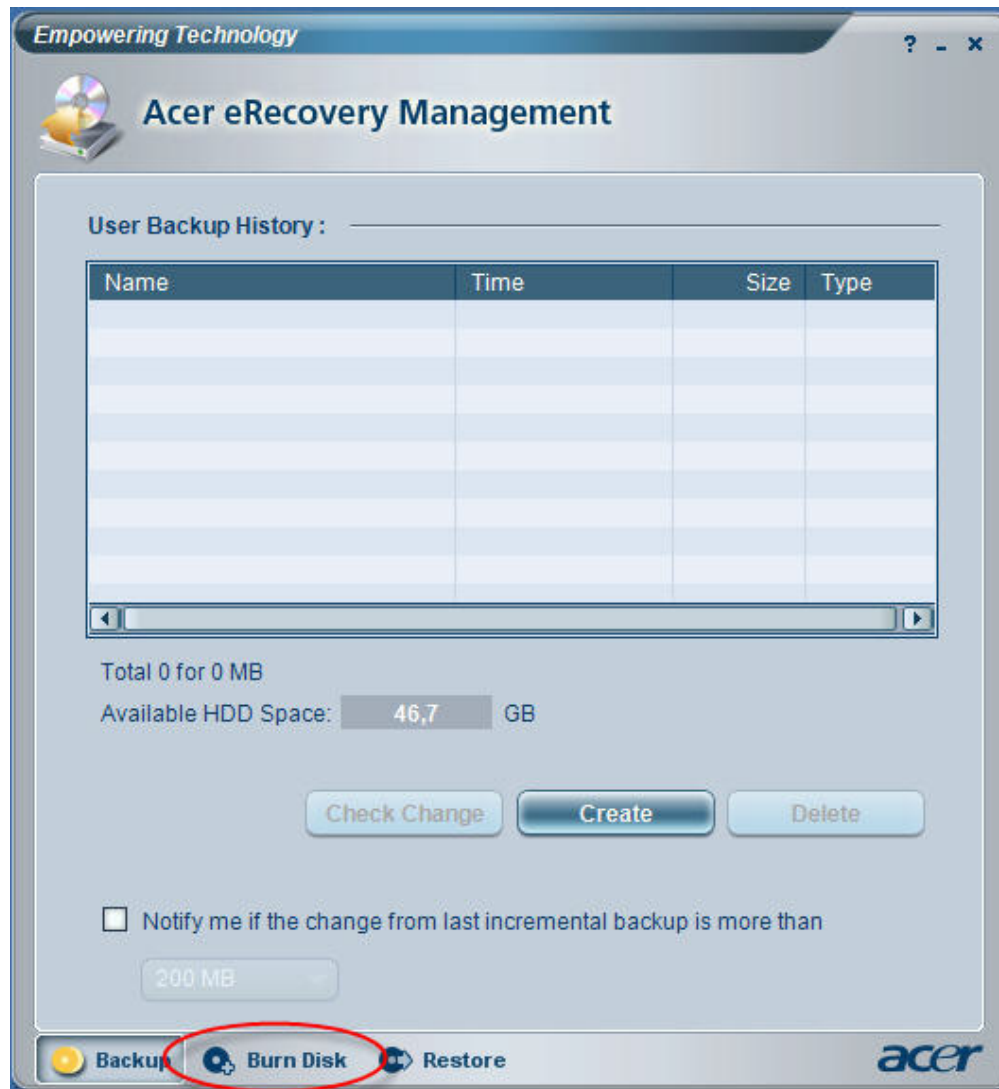 Empowering Technology
? - x
Acer eRecovery Management
User Backup History :
Name Time Size Type
Total 0 for 0 MB
Available HDD Space: 46,7 GB
Check Change Create Delete
Notify me if the change from last incremental backup is more than
200 MB
Backup Burn Disk Restore acer